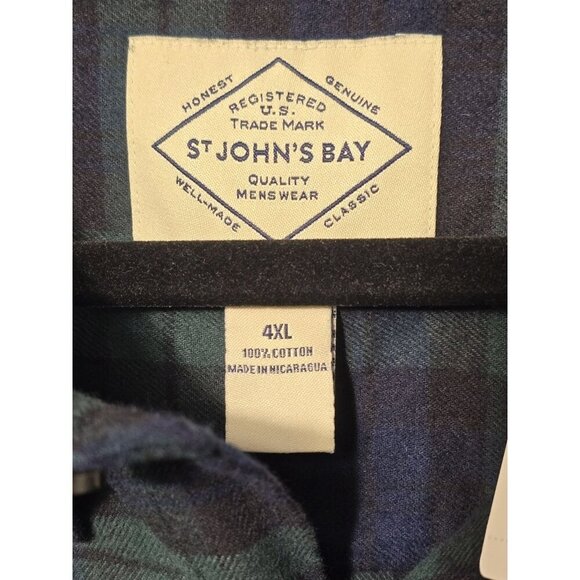 HONEST
GENUINE
REGISTERED
U.S.
TRADE MARK
ST JOHN'S BAY
QUALITY
MENSWEAR
WELL-MADE
CLASSIC
4XL
100% COTTON
MADE IN NICARAGUA